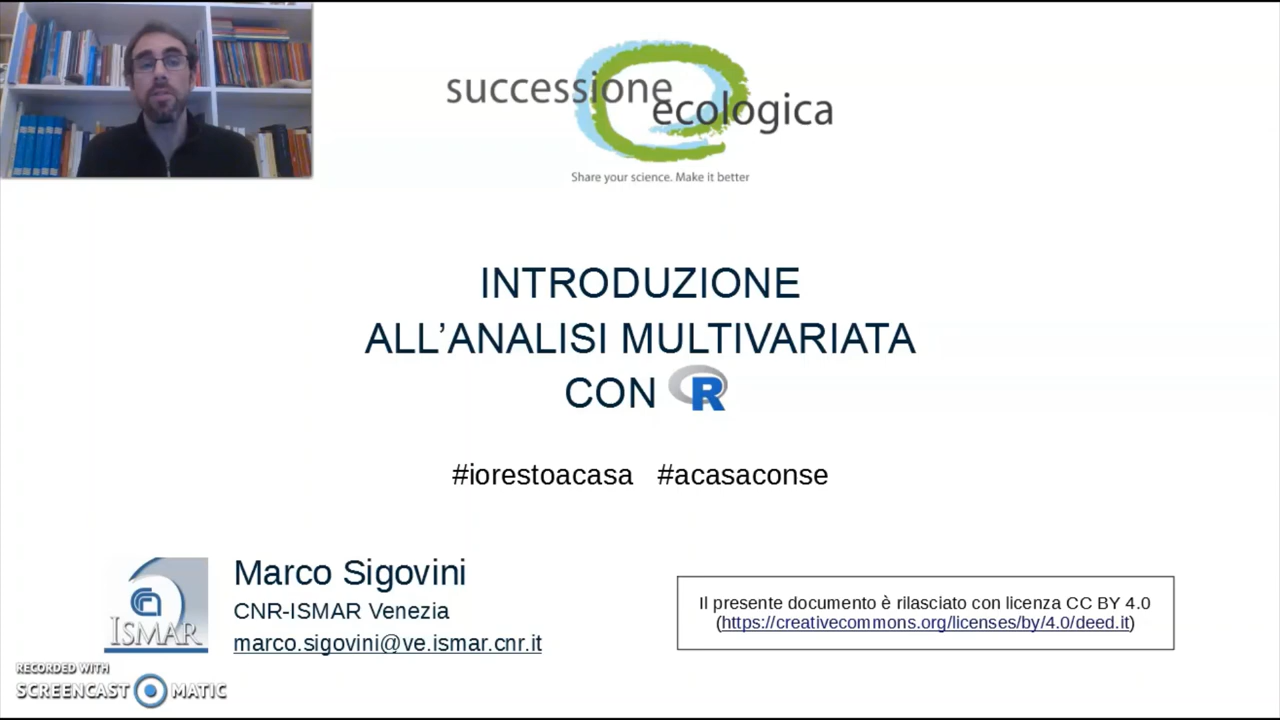 successione
ecologica
Share your science. Make it better
INTRODUZIONE
ALL’ANALISI MULTIVARIATA
CON R
#iorestoacasa #acasaconse
Marco Sigovini
CNR-ISMAR Venezia
marco.sigovini@ve.ismar.cnr.it
ISMAR
Il presente documento è rilasciato con licenza CC BY 4.0
(https://creativecommons.org/licenses/by/4.0/deed.it)
RECORDED WITH
SCREENCAST MATIC